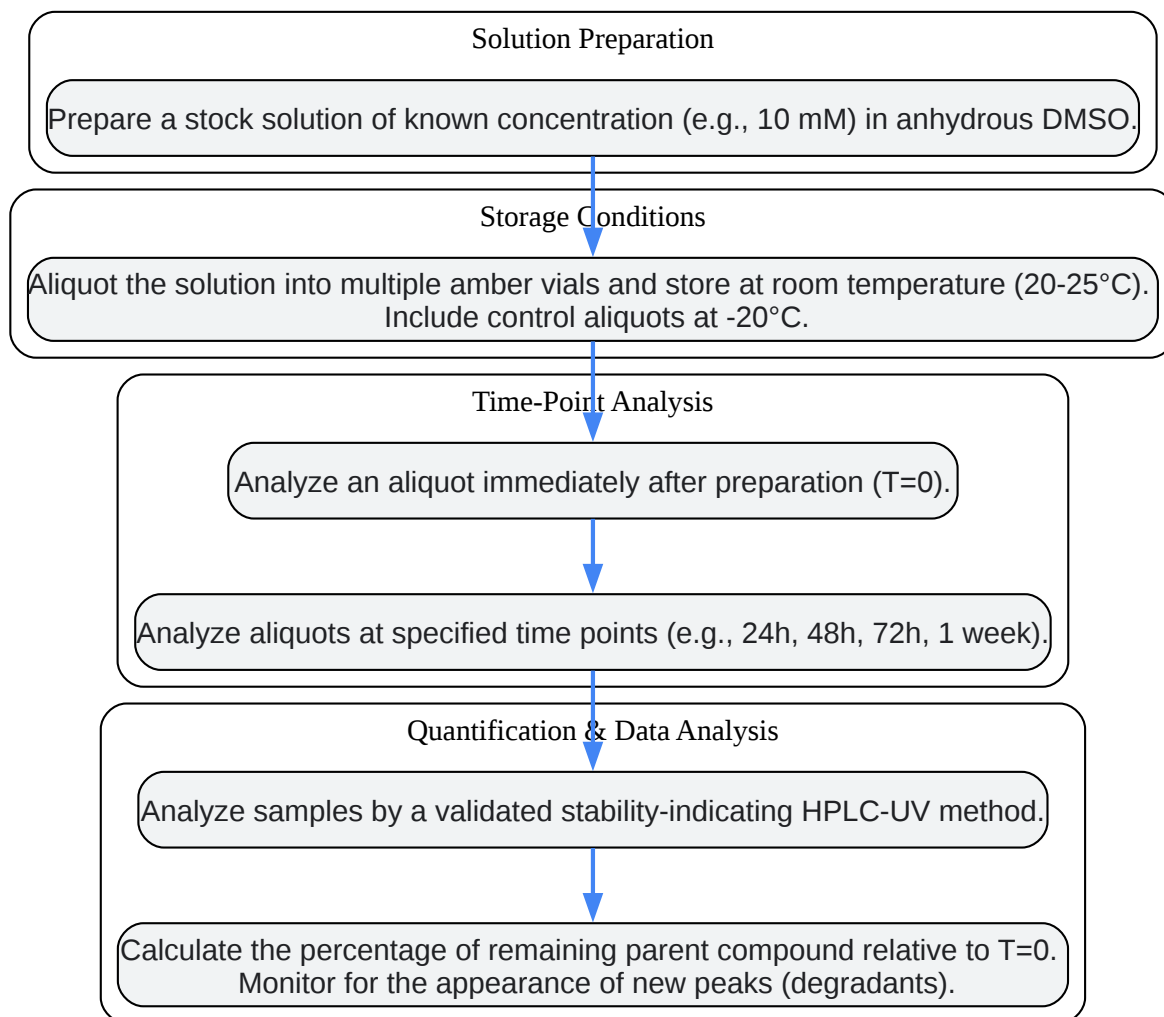 Solution Preparation
Prepare a stock solution of known concentration (e.g., 10 mM) in anhydrous DMSO.
Storage Conditions
Aliquot the solution into multiple amber vials and store at room temperature (20-25°C).
Include control aliquots at -20°C.
Time-Point Analysis
Analyze an aliquot immediately after preparation (T=0).
Analyze aliquots at specified time points (e.g., 24h, 48h, 72h, 1 week).
Quantification & Data Analysis
Analyze samples by a validated stability-indicating HPLC-UV method.
Calculate the percentage of remaining parent compound relative to T=0.
Monitor for the appearance of new peaks (degradants).